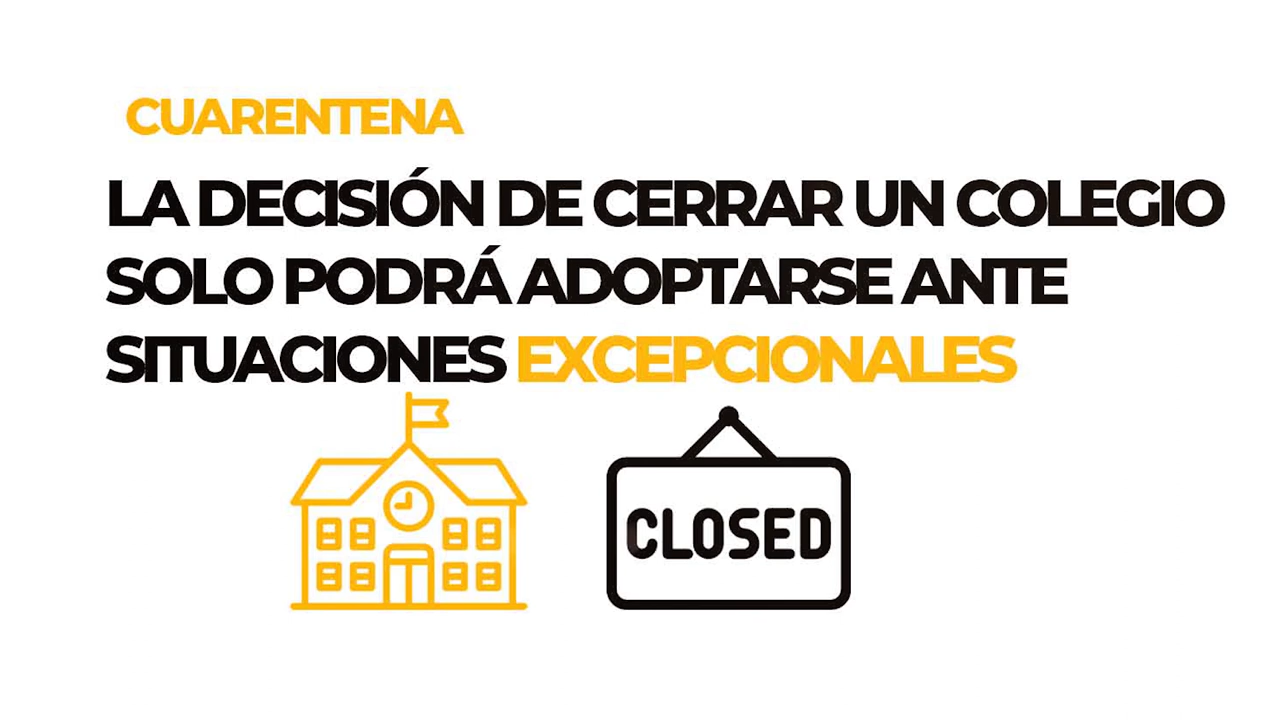 CUARENTENA
LA DECISIÓN DE CERRAR UN COLEGIO
SOLO PODRÁ ADOPTARSE ANTE
SITUACIONES EXCEPCIONALES
CLOSED